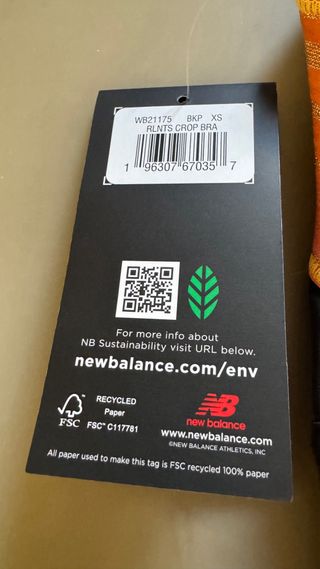 WB21175 BKP XS
RLNTS CROP BRA
1 96307 67035 7
For more info about
NB Sustainability visit URL below.
newbalance.com/env
FSC
RECYCLED
Paper
FSC™ C117781
NB
new balance
www.newbalance.com
©NEW BALANCE ATHLETICS, INC
All paper used to make this tag is FSC recycled 100% paper